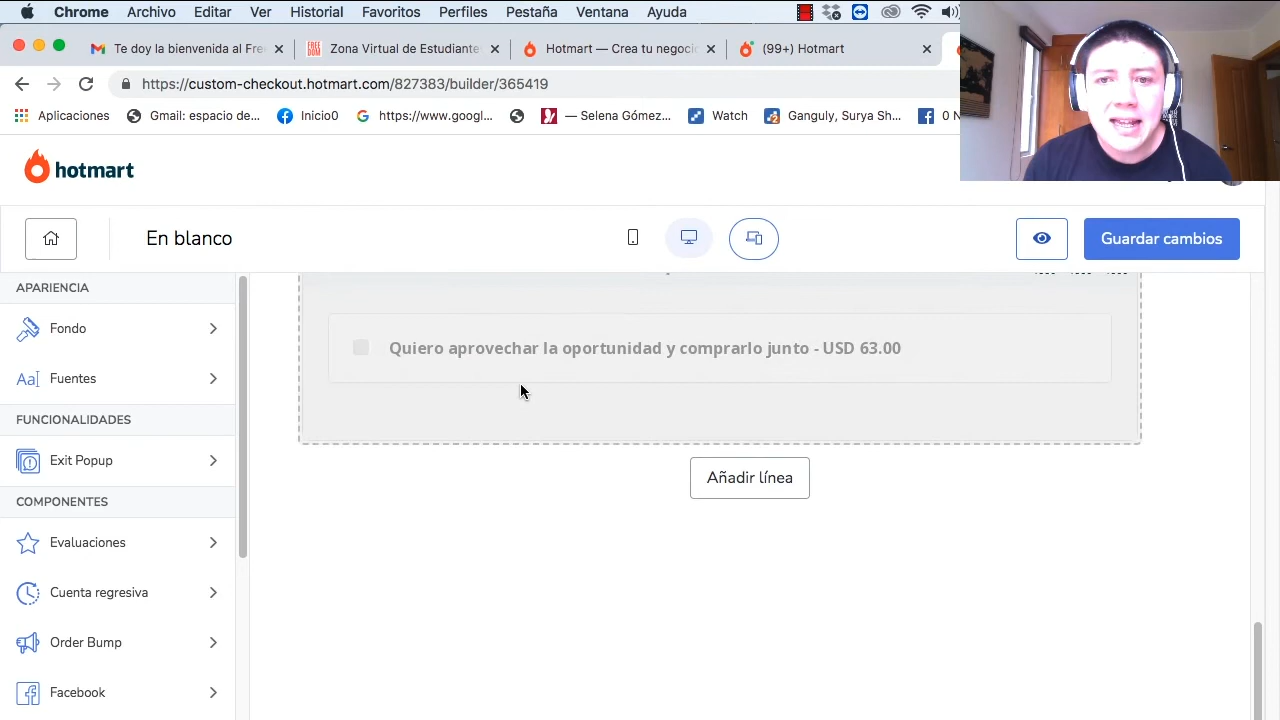 Chrome Archivo Editar Ver Historial Favoritos Perfiles Pestaña Ventana Ayuda
Te doy la bienvenida al Fre Zona Virtual de Estudiante Hotmart — Crea tu negoci (99+) Hotmart
https://custom-checkout.hotmart.com/827383/builder/365419
Aplicaciones Gmail: espacio de... Inicio0 https://www.googl... — Selena Gómez... Watch Ganguly, Surya Sh... 0 N
hotmart
En blanco Guardar cambios
APARIENCIA
Fondo
Quiero aprovechar la oportunidad y comprarlo junto - USD 63.00
Fuentes
FUNCIONALIDADES
Exit Popup
Añadir línea
COMPONENTES
Evaluaciones
Cuenta regresiva
Order Bump
Facebook